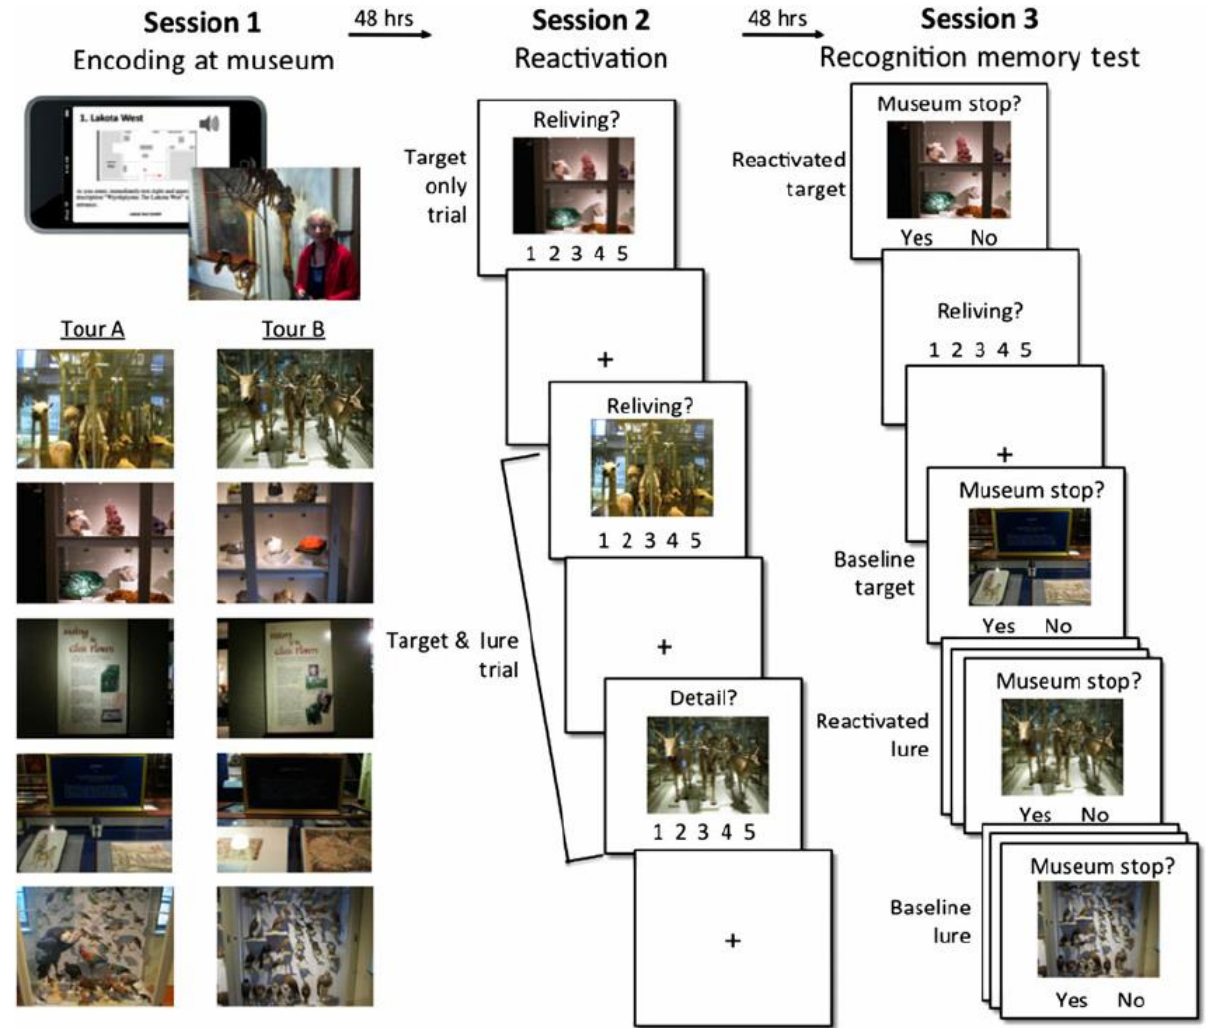 Session 1
Encoding at museum
48 hrs
Session 2
Reactivation
48 hrs
Session 3
Recognition memory test
1. Lakota West
Tour A
Tour B
Making
the
Glass Flowers
Target
only
trial
Reliving?
1 2 3 4 5
+
Target & lure
trial
Reliving?
1 2 3 4 5
+
Detail?
1 2 3 4 5
+
Reactivated
target
Museum stop?
Yes No
Reliving?
1 2 3 4 5
+
Baseline
target
Museum stop?
Yes No
Reactivated
lure
Museum stop?
Yes No
Baseline
lure
Museum stop?
Yes No